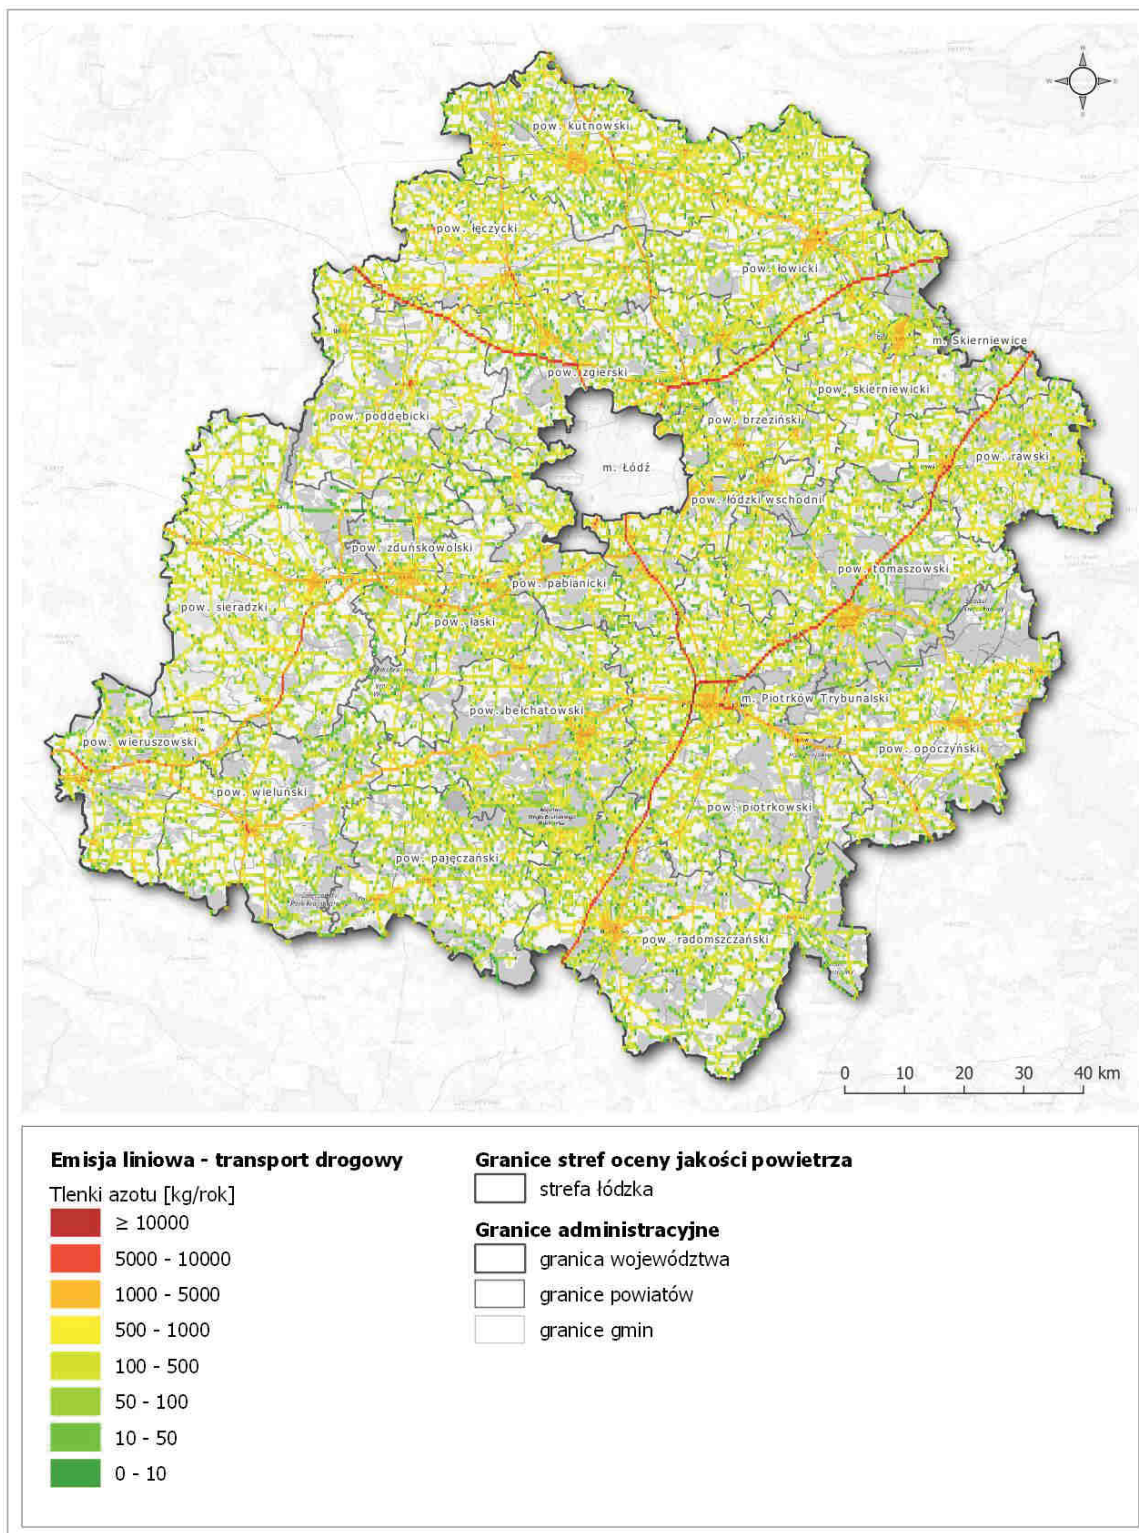 N
W
E
S
pow. kutnowski
pow. łęczycki
pow. łowicki
m. Skierniewice
pow. zgierski
pow. skierniewicki
pow. poddębicki
pow. brzeziński
pow. rawski
m. Łódź
pow. łódzki wschodni
pow. zduńskowolski
pow. pabianicki
pow. tomaszowski
pow. sieradzki
pow. łaski
m. Piotrków Trybunalski
pow. bełchatowski
pow. wieruszowski
pow. opoczyński
pow. wieluński
pow. piotrkowski
pow. pajęczański
pow. radomszczański
0 10 20 30 40 km
Emisja liniowa - transport drogowy
Tlenki azotu [kg/rok]
≥ 10000
5000 - 10000
1000 - 5000
500 - 1000
100 - 500
50 - 100
10 - 50
0 - 10
Granice stref oceny jakości powietrza
strefa łódzka
Granice administracyjne
granica województwa
granice powiatów
granice gmin